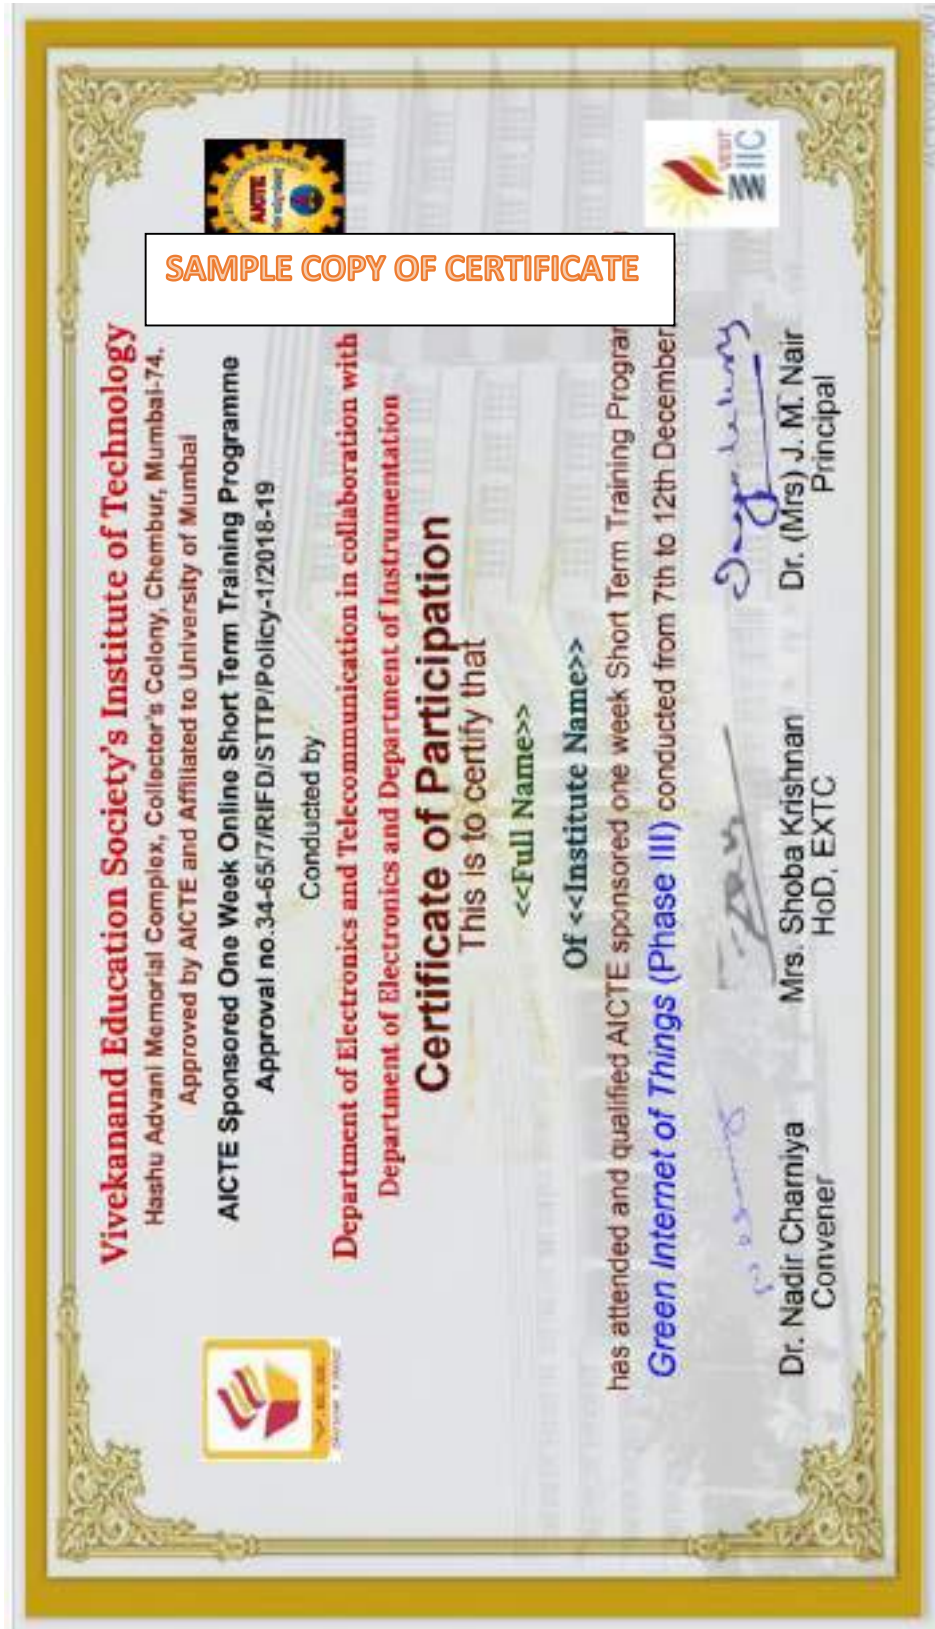 SAMPLE COPY OF CERTIFICATE
Vivekanand Education Society's Institute of Technology
Hashu Advani Memorial Complex, Collector's Colony, Chembur, Mumbai-74.
Approved by AICTE and Affiliated to University of Mumbai
AICTE Sponsored One Week Online Short Term Training Programme
Approval no.34-65/7/RIFD/STTP/Policy-1/2018-19
Conducted by
Department of Electronics and Telecommunication in collaboration with
Department of Electronics and Department of Instrumentation
Certificate of Participation
This is to certify that
<<Full Name>>
Of <<Institute Name>>
has attended and qualified AICTE sponsored one week Short Term Training Program
Green Internet of Things (Phase III) conducted from 7th to 12th December
Dr. Nadir Charniya
Convener
Mrs. Shoba Krishnan
HoD, EXTC
Dr. (Mrs) J. M. Nair
Principal
AICTE
VESIT
IIC